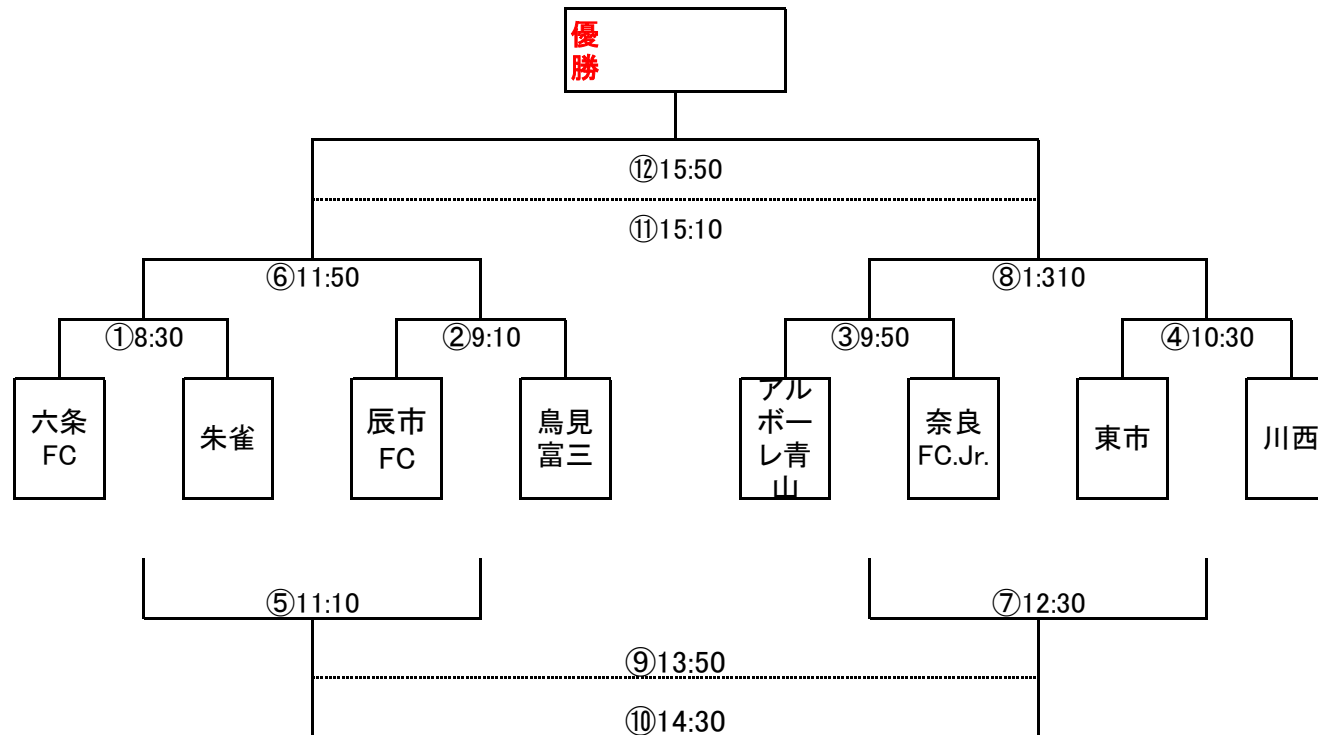 優
勝
⑫15:50
⑪15:10
⑥11:50
⑧1:310
①8:30
②9:10
③9:50
④10:30
六条
FC
朱雀
辰市
FC
鳥見
富三
アル
ボー
レ青
山
奈良
FC.Jr.
東市
川西
⑤11:10
⑦12:30
⑨13:50
⑩14:30